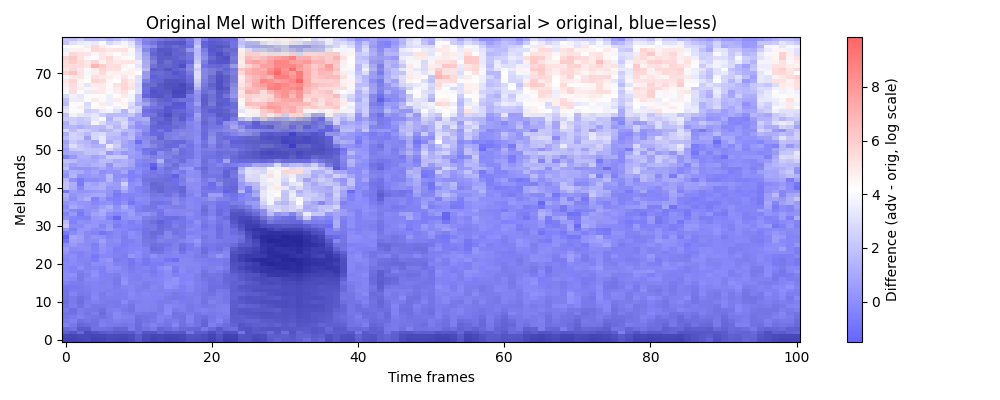 Original Mel with Differences (red=adversarial > original, blue=less)
Mel bands
70
60
50
40
30
20
10
0
0 20 40 60 80 100
Time frames
8
6
4
2
0
Difference (adv - orig, log scale)